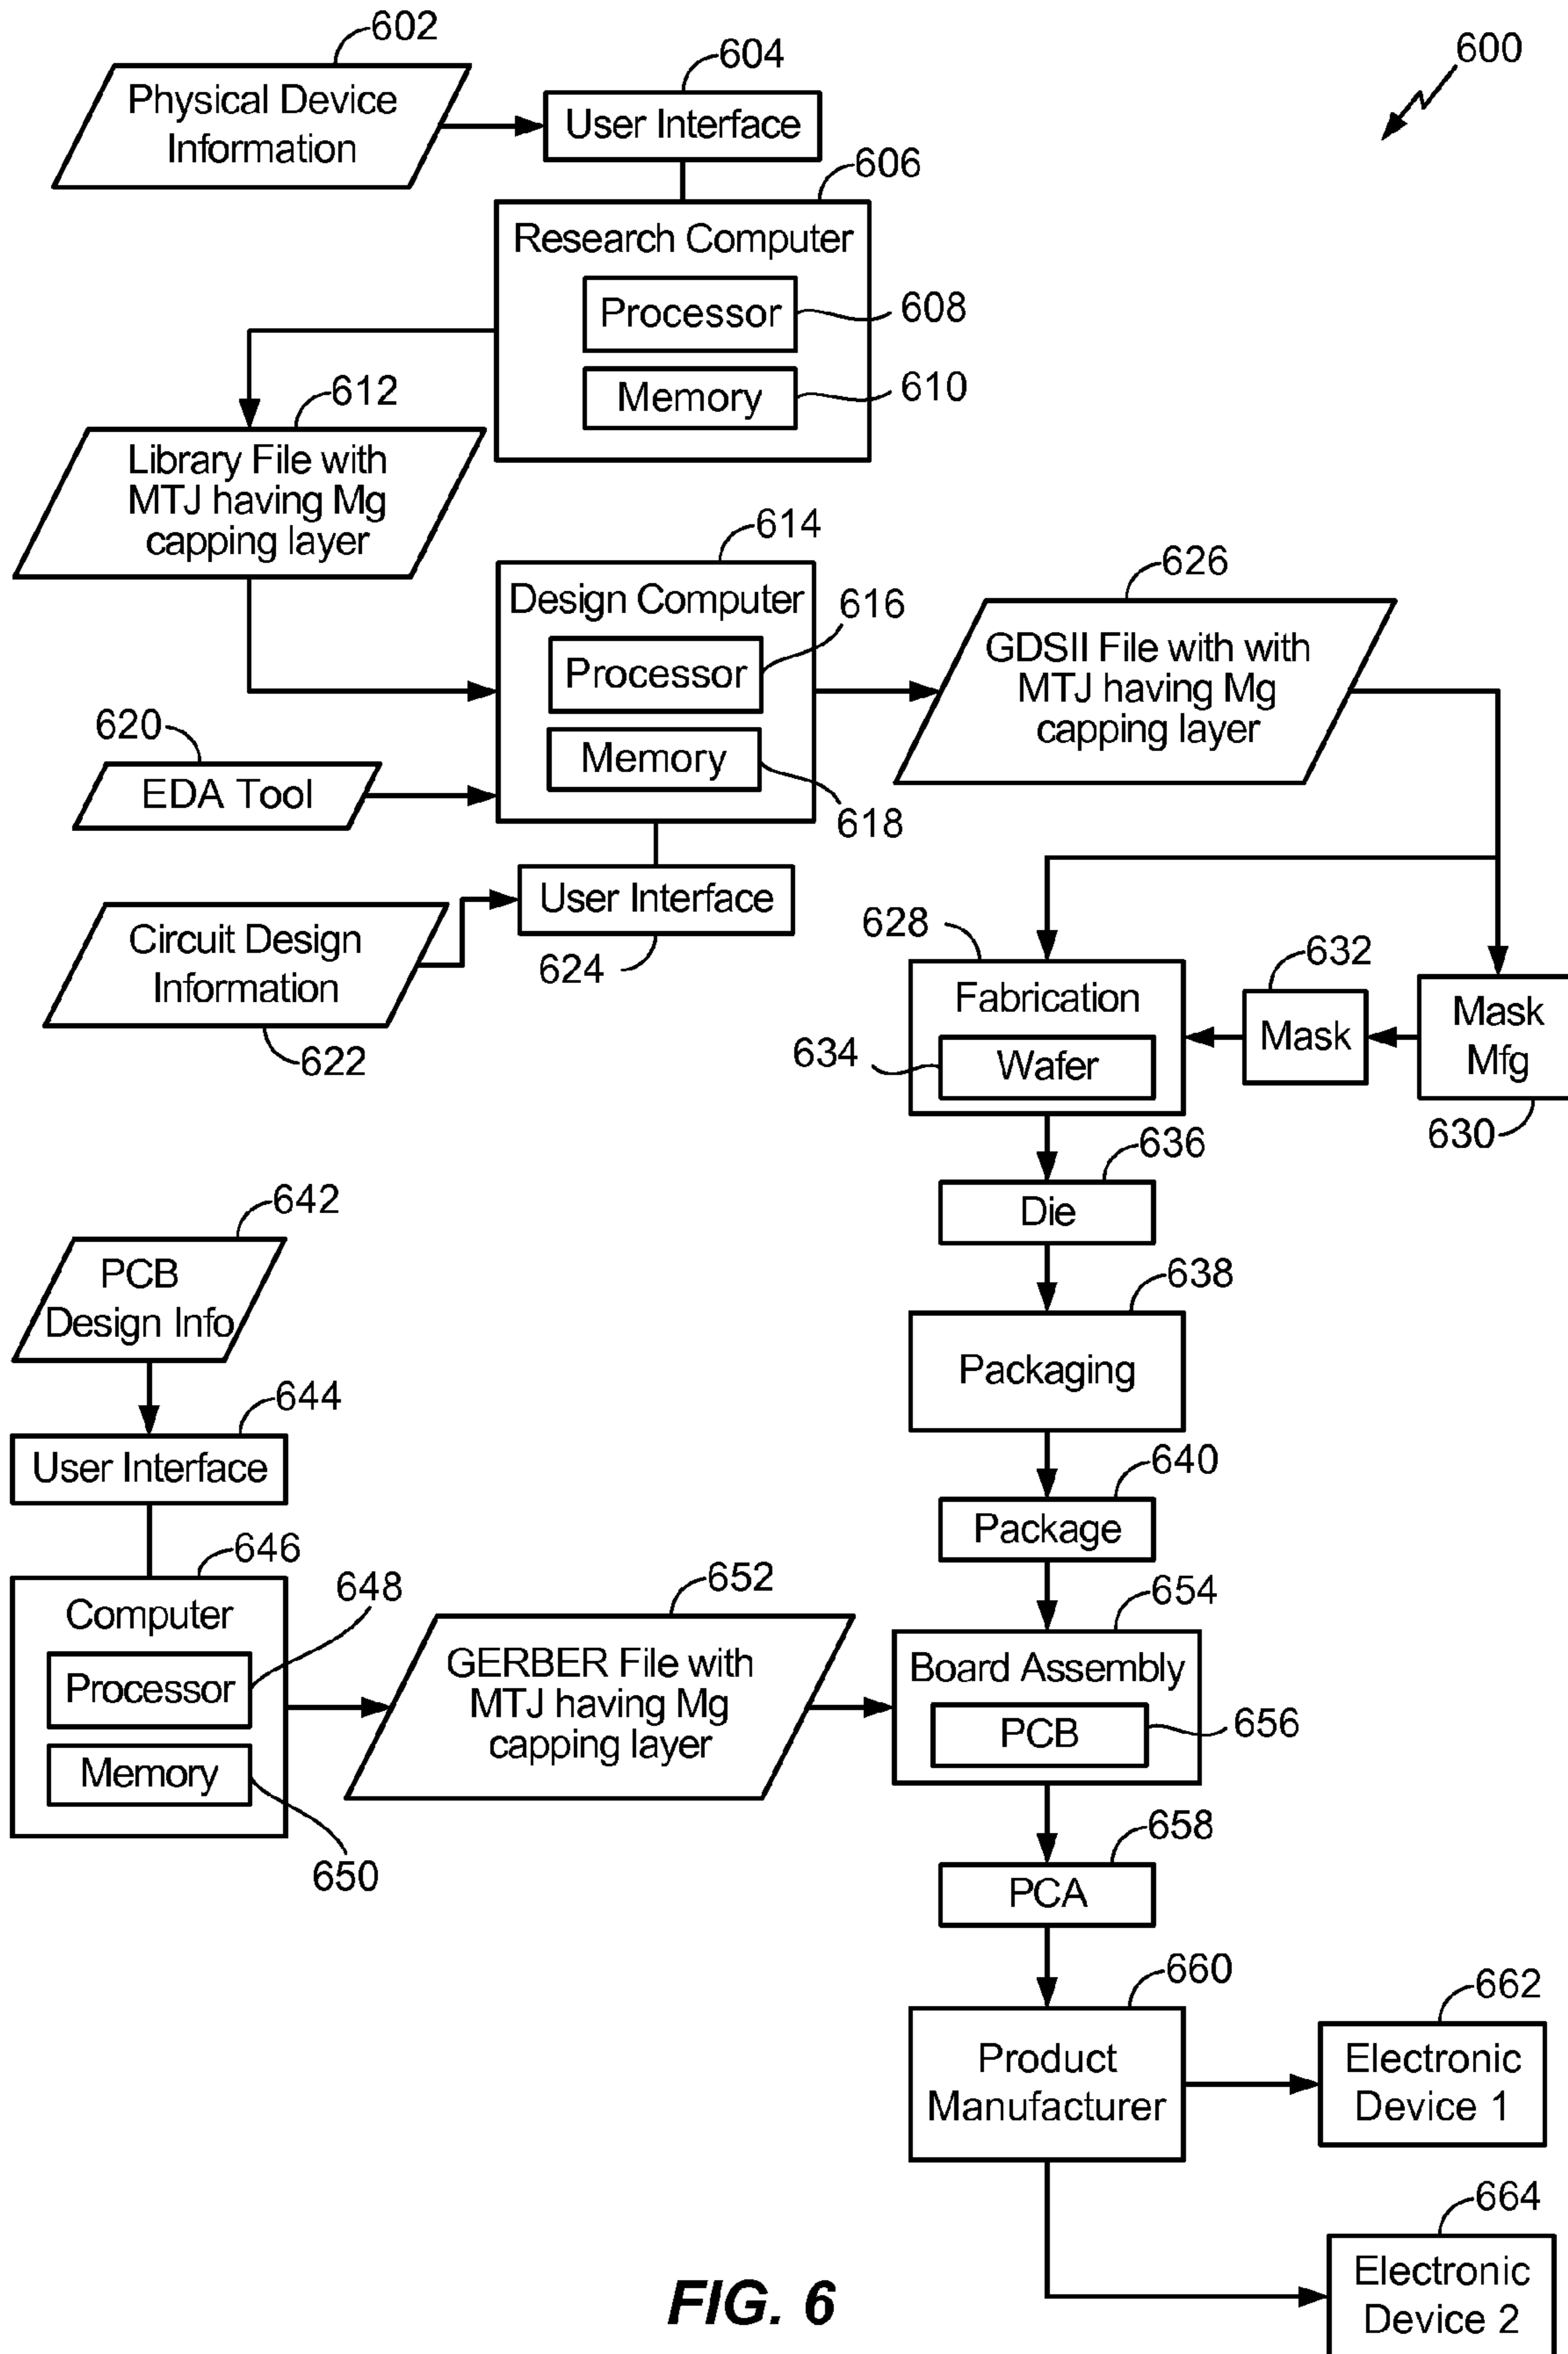 602
604
600
Physical Device
Information
User Interface
606
Research Computer
Processor
608
612
Memory
610
Library File with
MTJ having Mg
capping layer
614
626
Design Computer
616
GDSII File with with
MTJ having Mg
capping layer
Processor
620
Memory
EDA Tool
618
User Interface
628
632
Circuit Design
Information
624
Fabrication
Mask
Mask
Mfg
634
Wafer
622
630
636
642
Die
PCB
Design Info
638
Packaging
644
User Interface
640
Package
646
648
652
654
Computer
GERBER File with
MTJ having Mg
capping layer
Board Assembly
Processor
PCB
656
Memory
650
658
PCA
660
662
Product
Manufacturer
Electronic
Device 1
664
Electronic
Device 2
FIG. 6